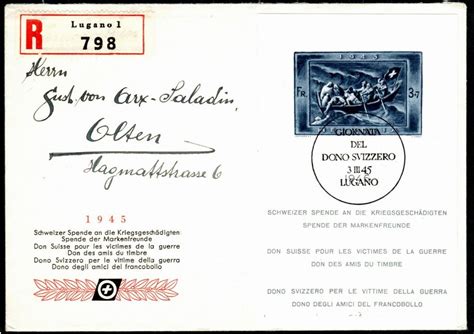 R
Lugano 1
798
Herrn
Gust. von Arx-Saladin,
Olten
Hagmattstrasse 6
1945
Schweizer Spende an die Kriegsgeschädigten
Spende der Markenfreunde
Don Suisse pour les victimes de la guerre
Don des amis du timbre
Dono Svizzero per le vittime della guerra
Dono degli amici del francobollo
1945
FR. 3+7
GIORNATA
DEL
DONO SVIZZERO
3 III 45
LUGANO
SCHWEIZER SPENDE AN DIE KRIEGSGESCHÄDIGTEN
SPENDE DER MARKENFREUNDE
DON SUISSE POUR LES VICTIMES DE LA GUERRE
DON DES AMIS DU TIMBRE
DONO SVIZZERO PER LE VITTIME DELLA GUERRA
DONO DEGLI AMICI DEL FRANCOBOLLO